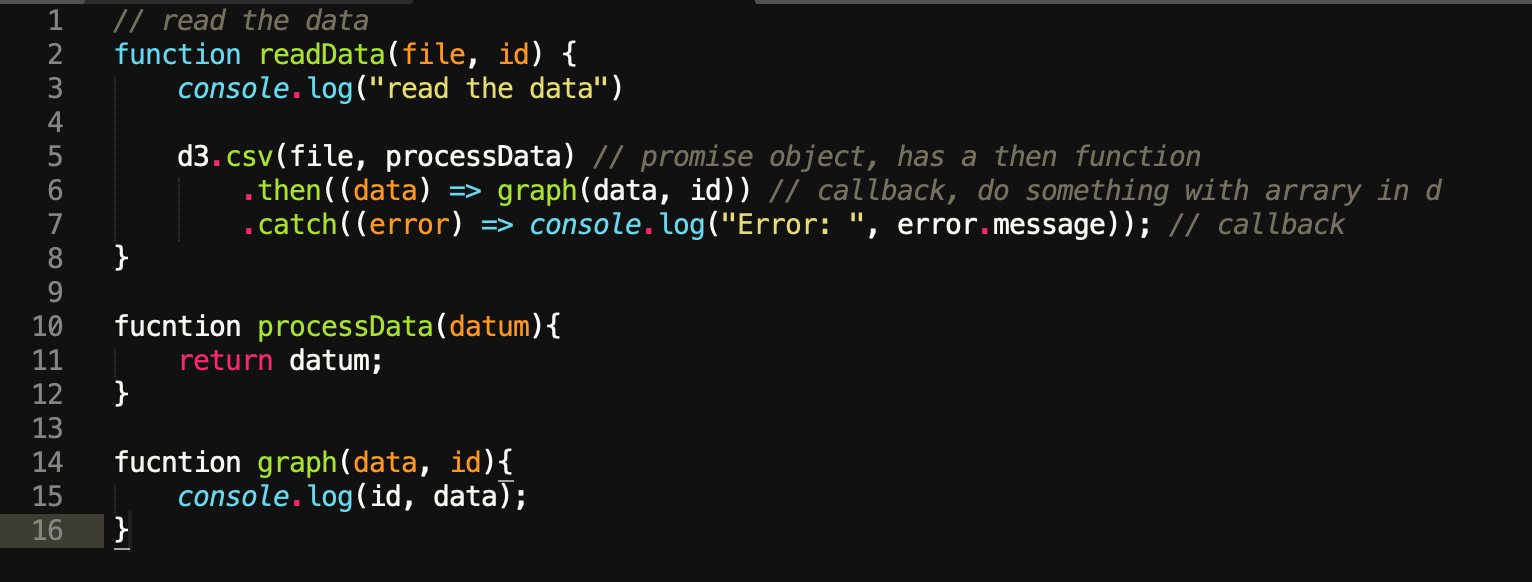 1 // read the data
2 function readData(file, id) {
3     console.log("read the data")
4
5     d3.csv(file, processData) // promise object, has a then function
6         .then((data) => graph(data, id)) // callback, do something with arrary in d
7         .catch((error) => console.log("Error: ", error.message)); // callback
8 }
9
10 fucntion processData(datum){
11     return datum;
12 }
13
14 fucntion graph(data, id){
15     console.log(id, data);
16 }